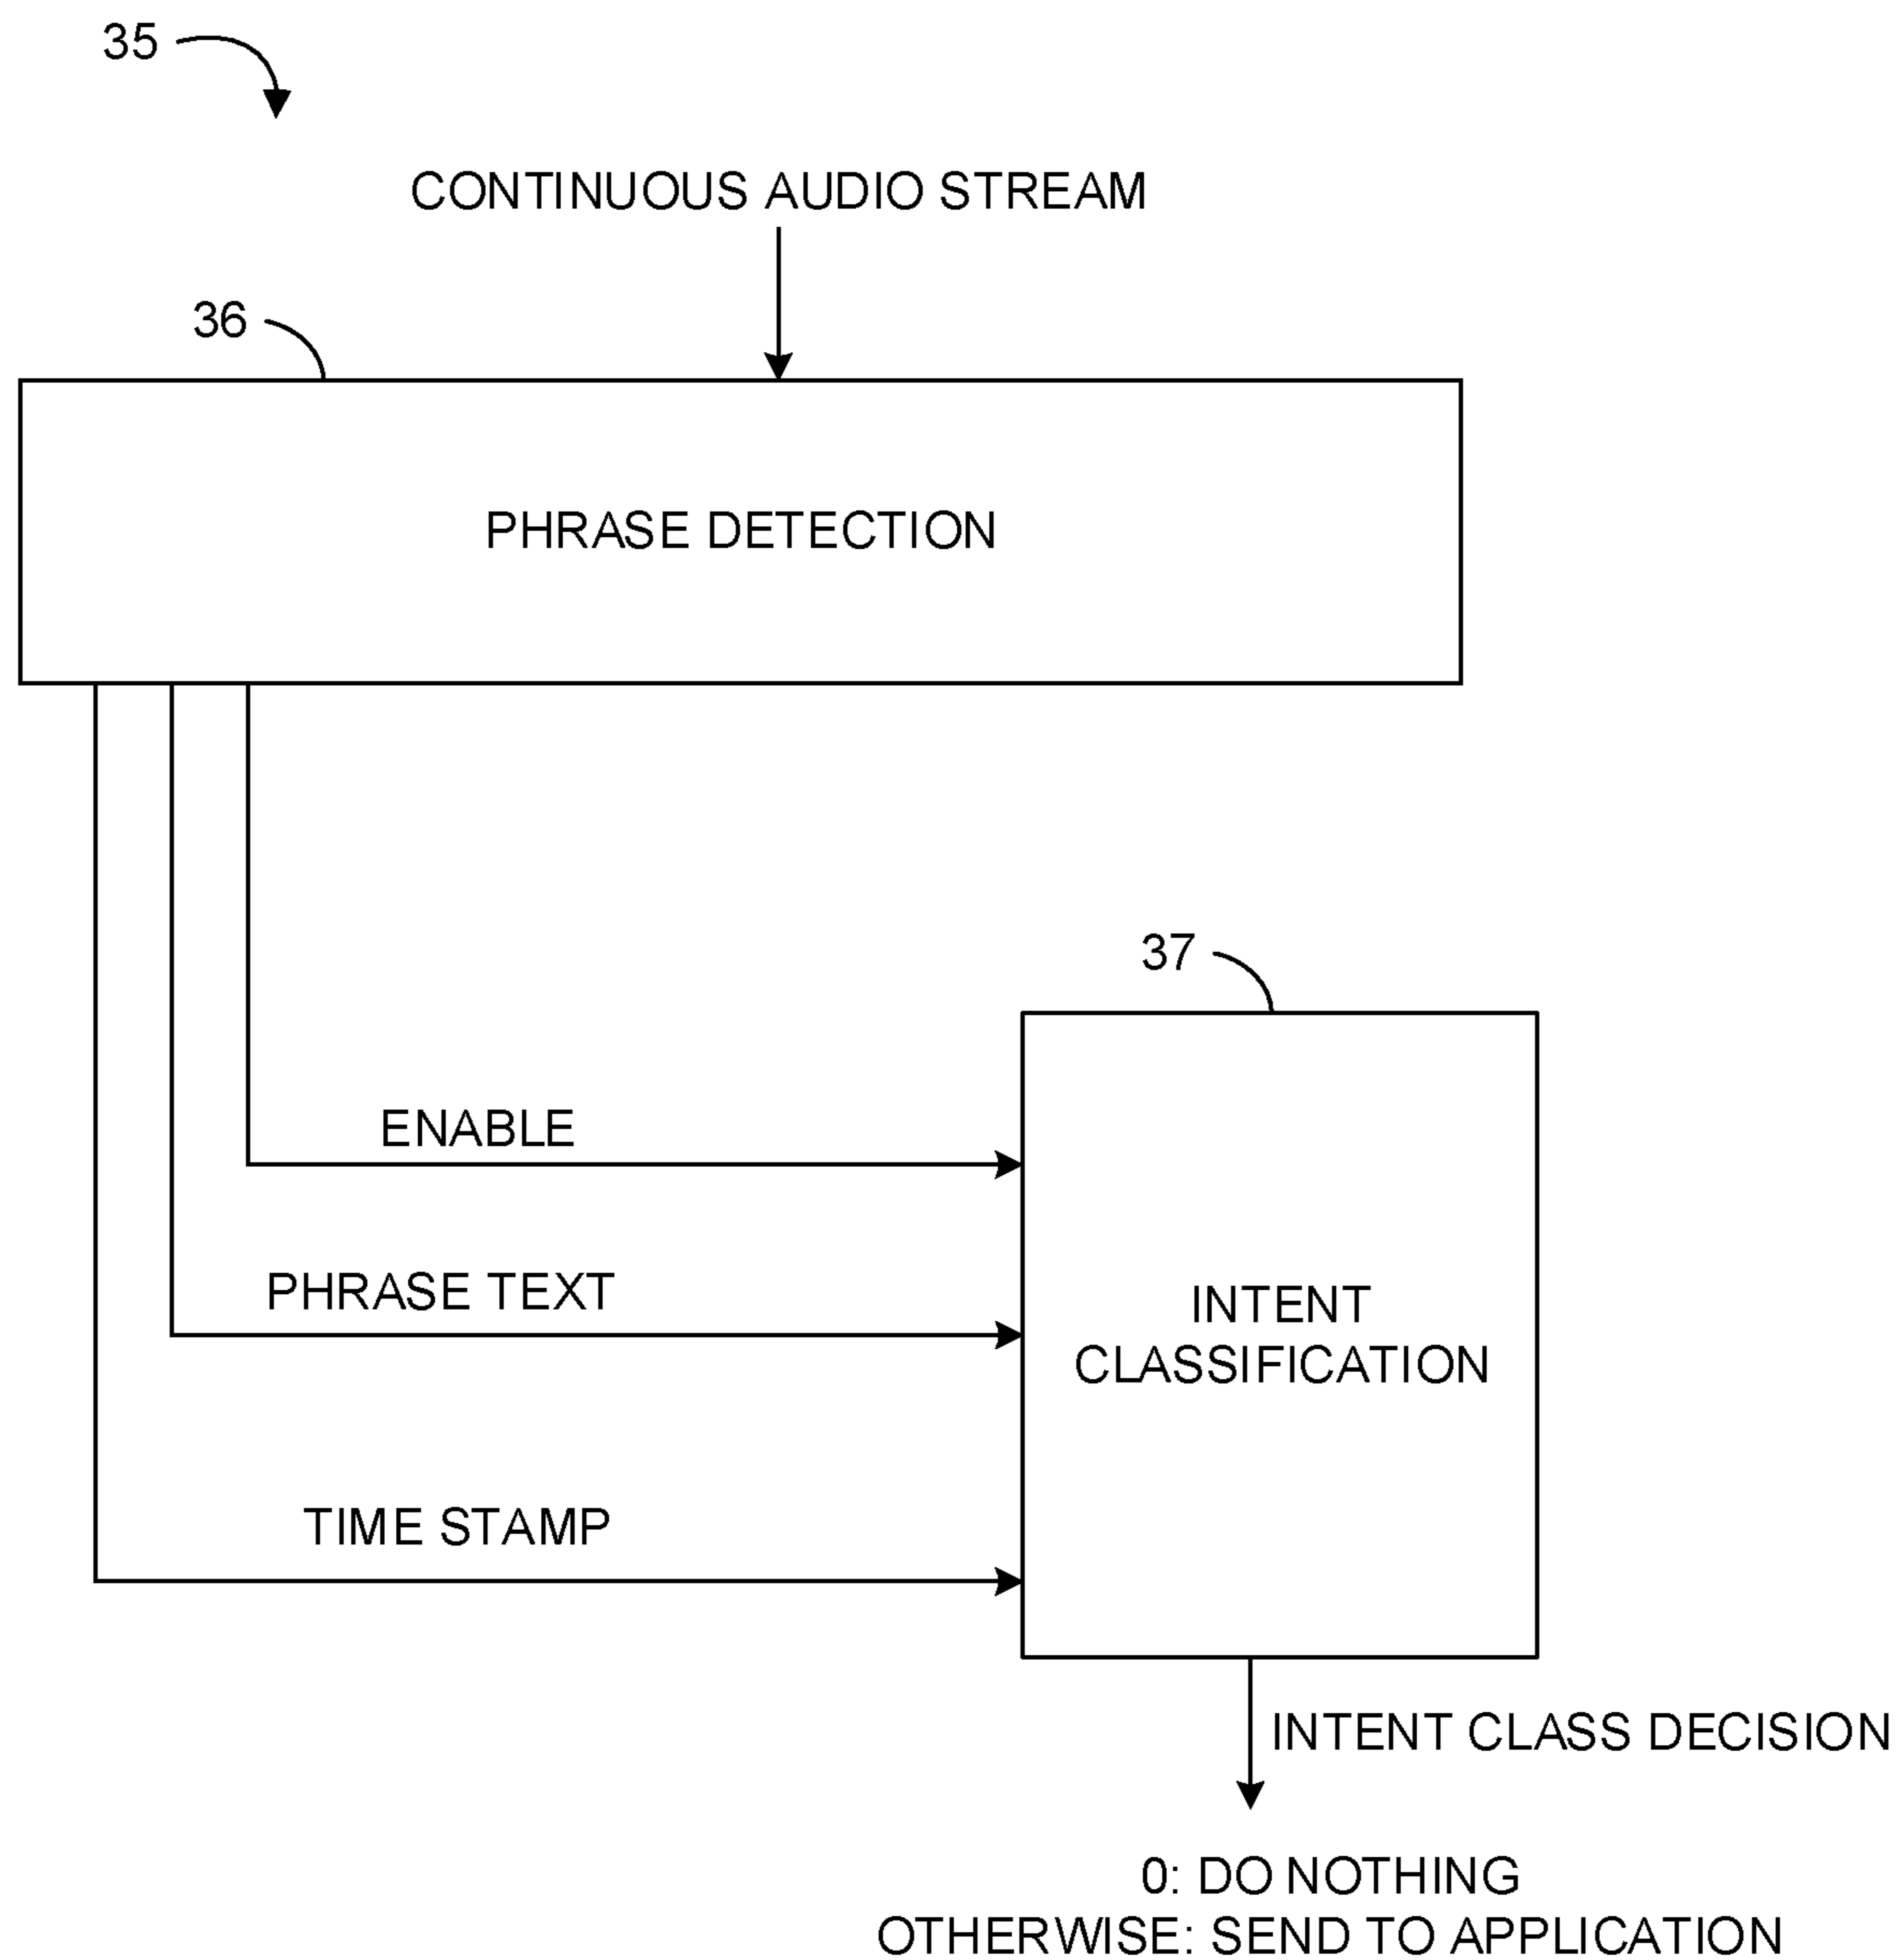 35
CONTINUOUS AUDIO STREAM
36
PHRASE DETECTION
37
ENABLE
PHRASE TEXT
INTENT
CLASSIFICATION
TIME STAMP
INTENT CLASS DECISION
0: DO NOTHING
OTHERWISE: SEND TO APPLICATION